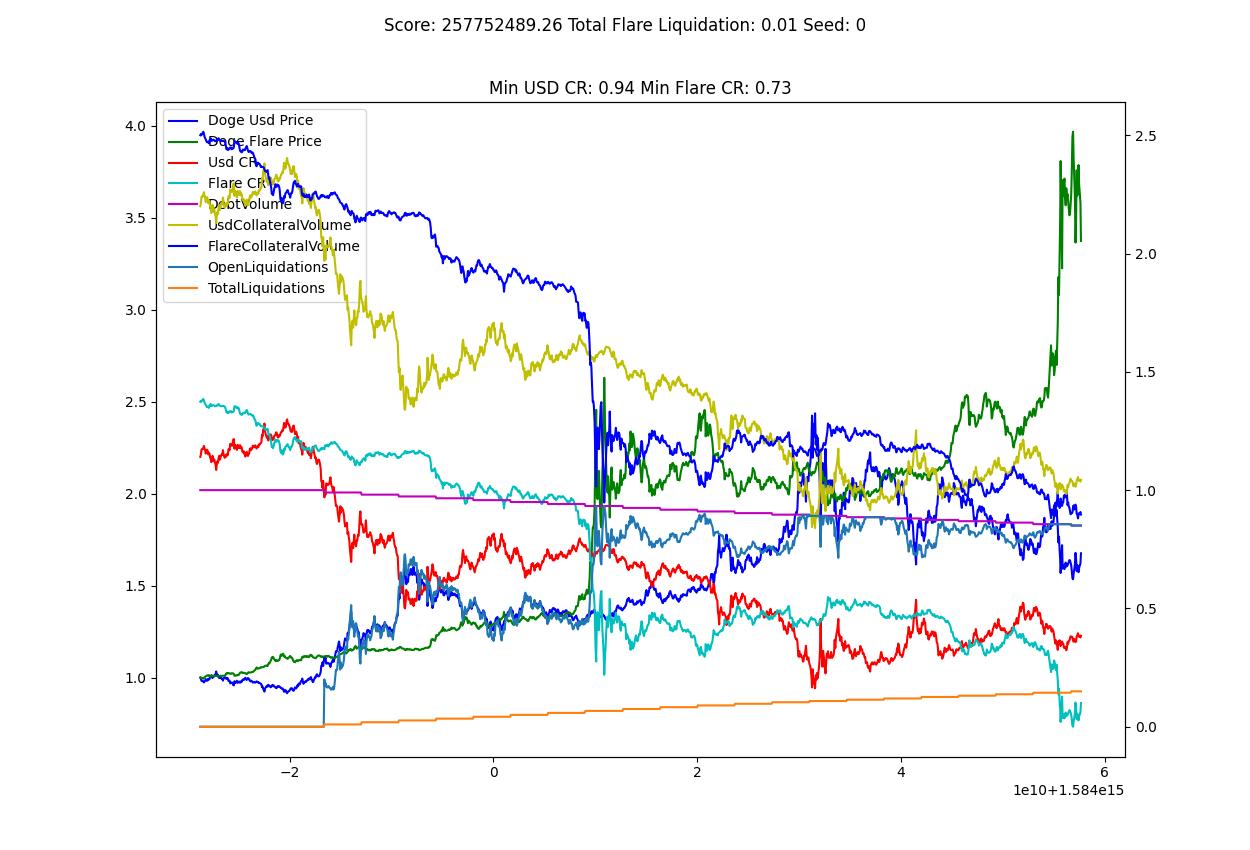 Score: 257752489.26 Total Flare Liquidation: 0.01 Seed: 0
Min USD CR: 0.94 Min Flare CR: 0.73
Doge Usd Price
Doge Flare Price
Usd CR
Flare CR
DebtVolume
UsdCollateralVolume
FlareCollateralVolume
OpenLiquidations
TotalLiquidations
4.0
3.5
3.0
2.5
2.0
1.5
1.0
2.5
2.0
1.5
1.0
0.5
0.0
−2
0
2
4
6
1e10+1.584e15